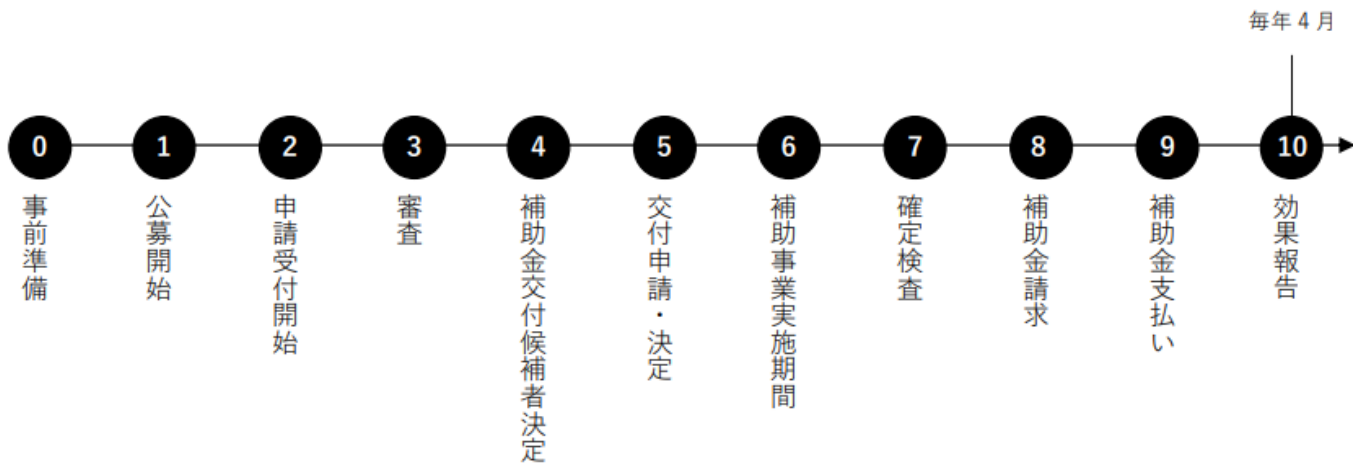 毎年 4 月
0
事前準備
1
公募開始
2
申請受付開始
3
審査
4
補助金交付候補者決定
5
交付申請・決定
6
補助事業実施期間
7
確定検査
8
補助金請求
9
補助金支払い
10
効果報告